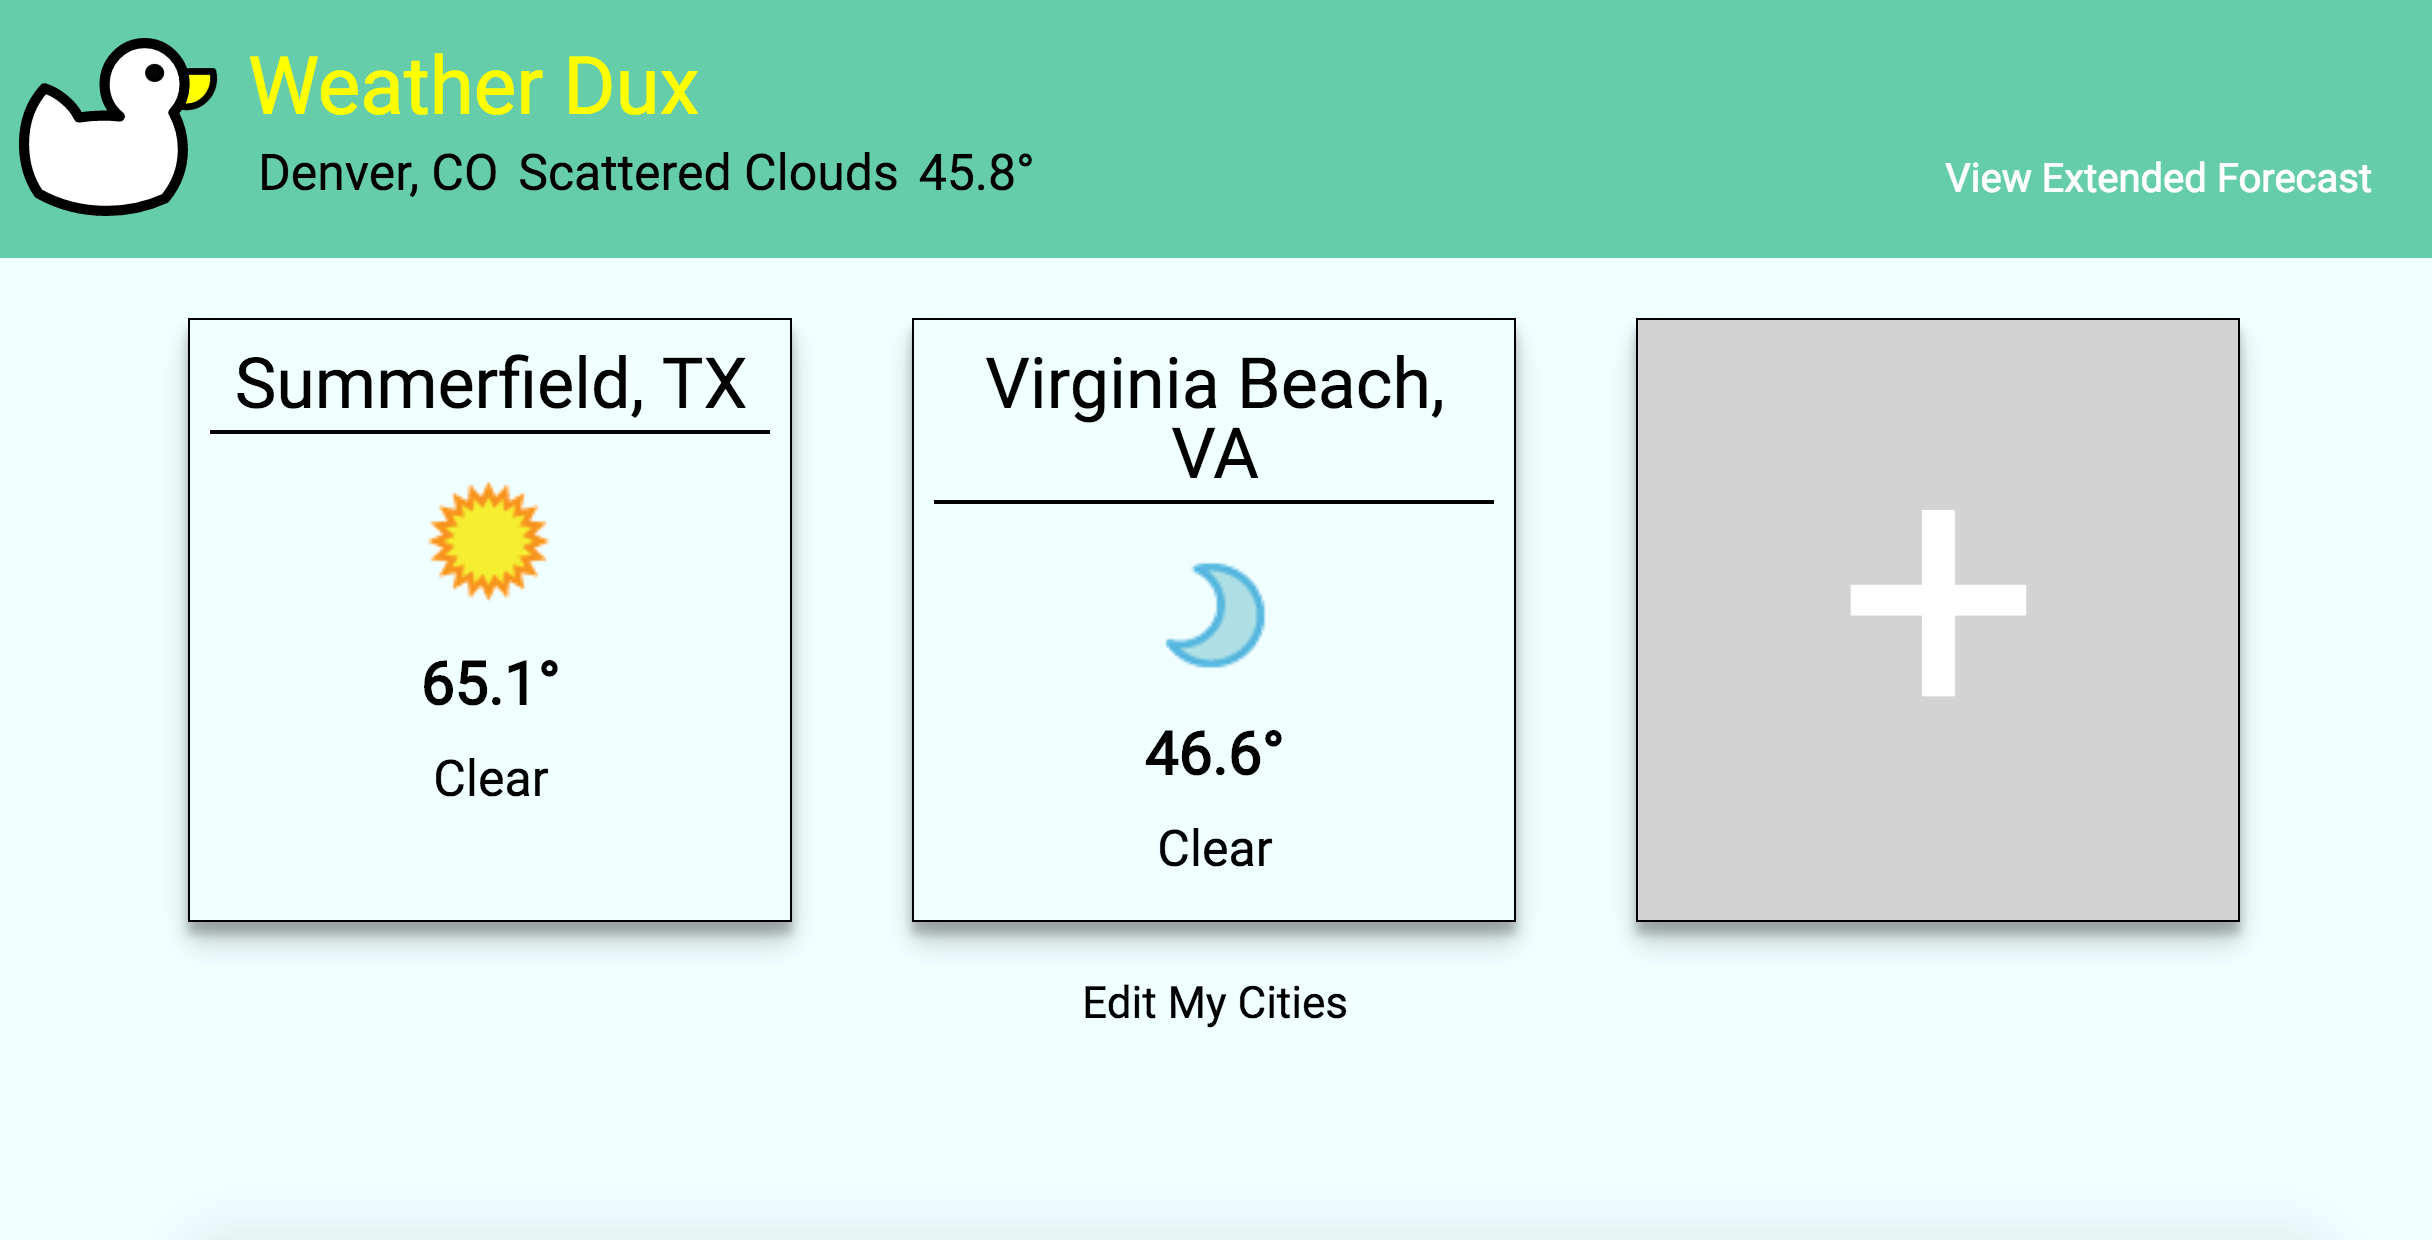 Weather Dux
Denver, CO Scattered Clouds 45.8°
View Extended Forecast
Summerfield, TX
65.1°
Clear
Virginia Beach,
VA
46.6°
Clear
Edit My Cities